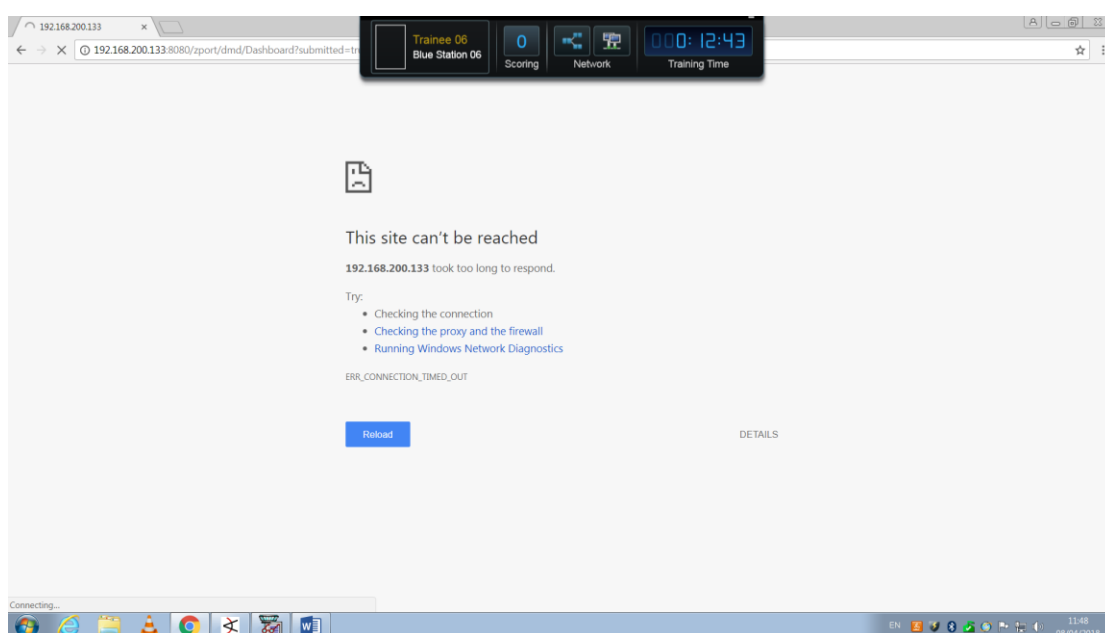 192.168.200.133
192.168.200.133:8080/zport/dmd/Dashboard?submitted=tr
Trainee 06
Blue Station 06
0
Scoring
Network
0:12:43
Training Time
This site can't be reached
192.168.200.133 took too long to respond.
Try:
Checking the connection
Checking the proxy and the firewall
Running Windows Network Diagnostics
ERR_CONNECTION_TIMED_OUT
Reload
DETAILS
Connecting...
EN
11:48
08/04/2018